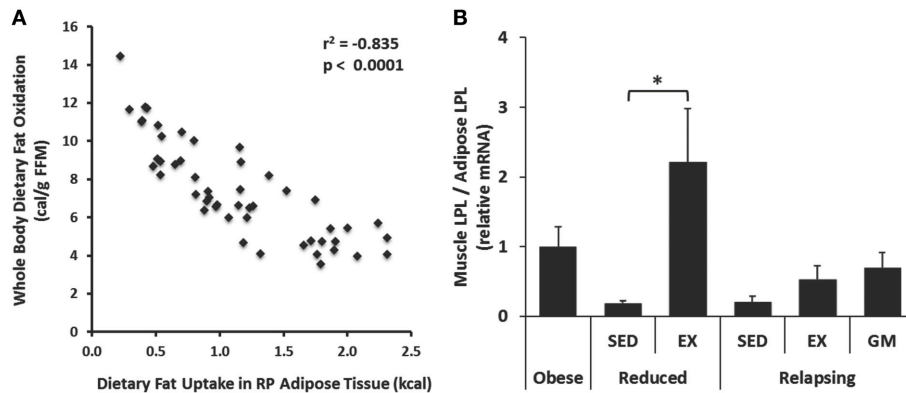 A
Whole Body Dietary Fat Oxidation
(cal/g FFM)
16
14
12
10
8
6
4
2
0
r² = -0.835
p < 0.0001
0.0 0.5 1.0 1.5 2.0 2.5
Dietary Fat Uptake in RP Adipose Tissue (kcal)
B
Muscle LPL / Adipose LPL
(relative mRNA)
4
3
2
1
0
*
SED EX SED EX GM
Obese Reduced Relapsing